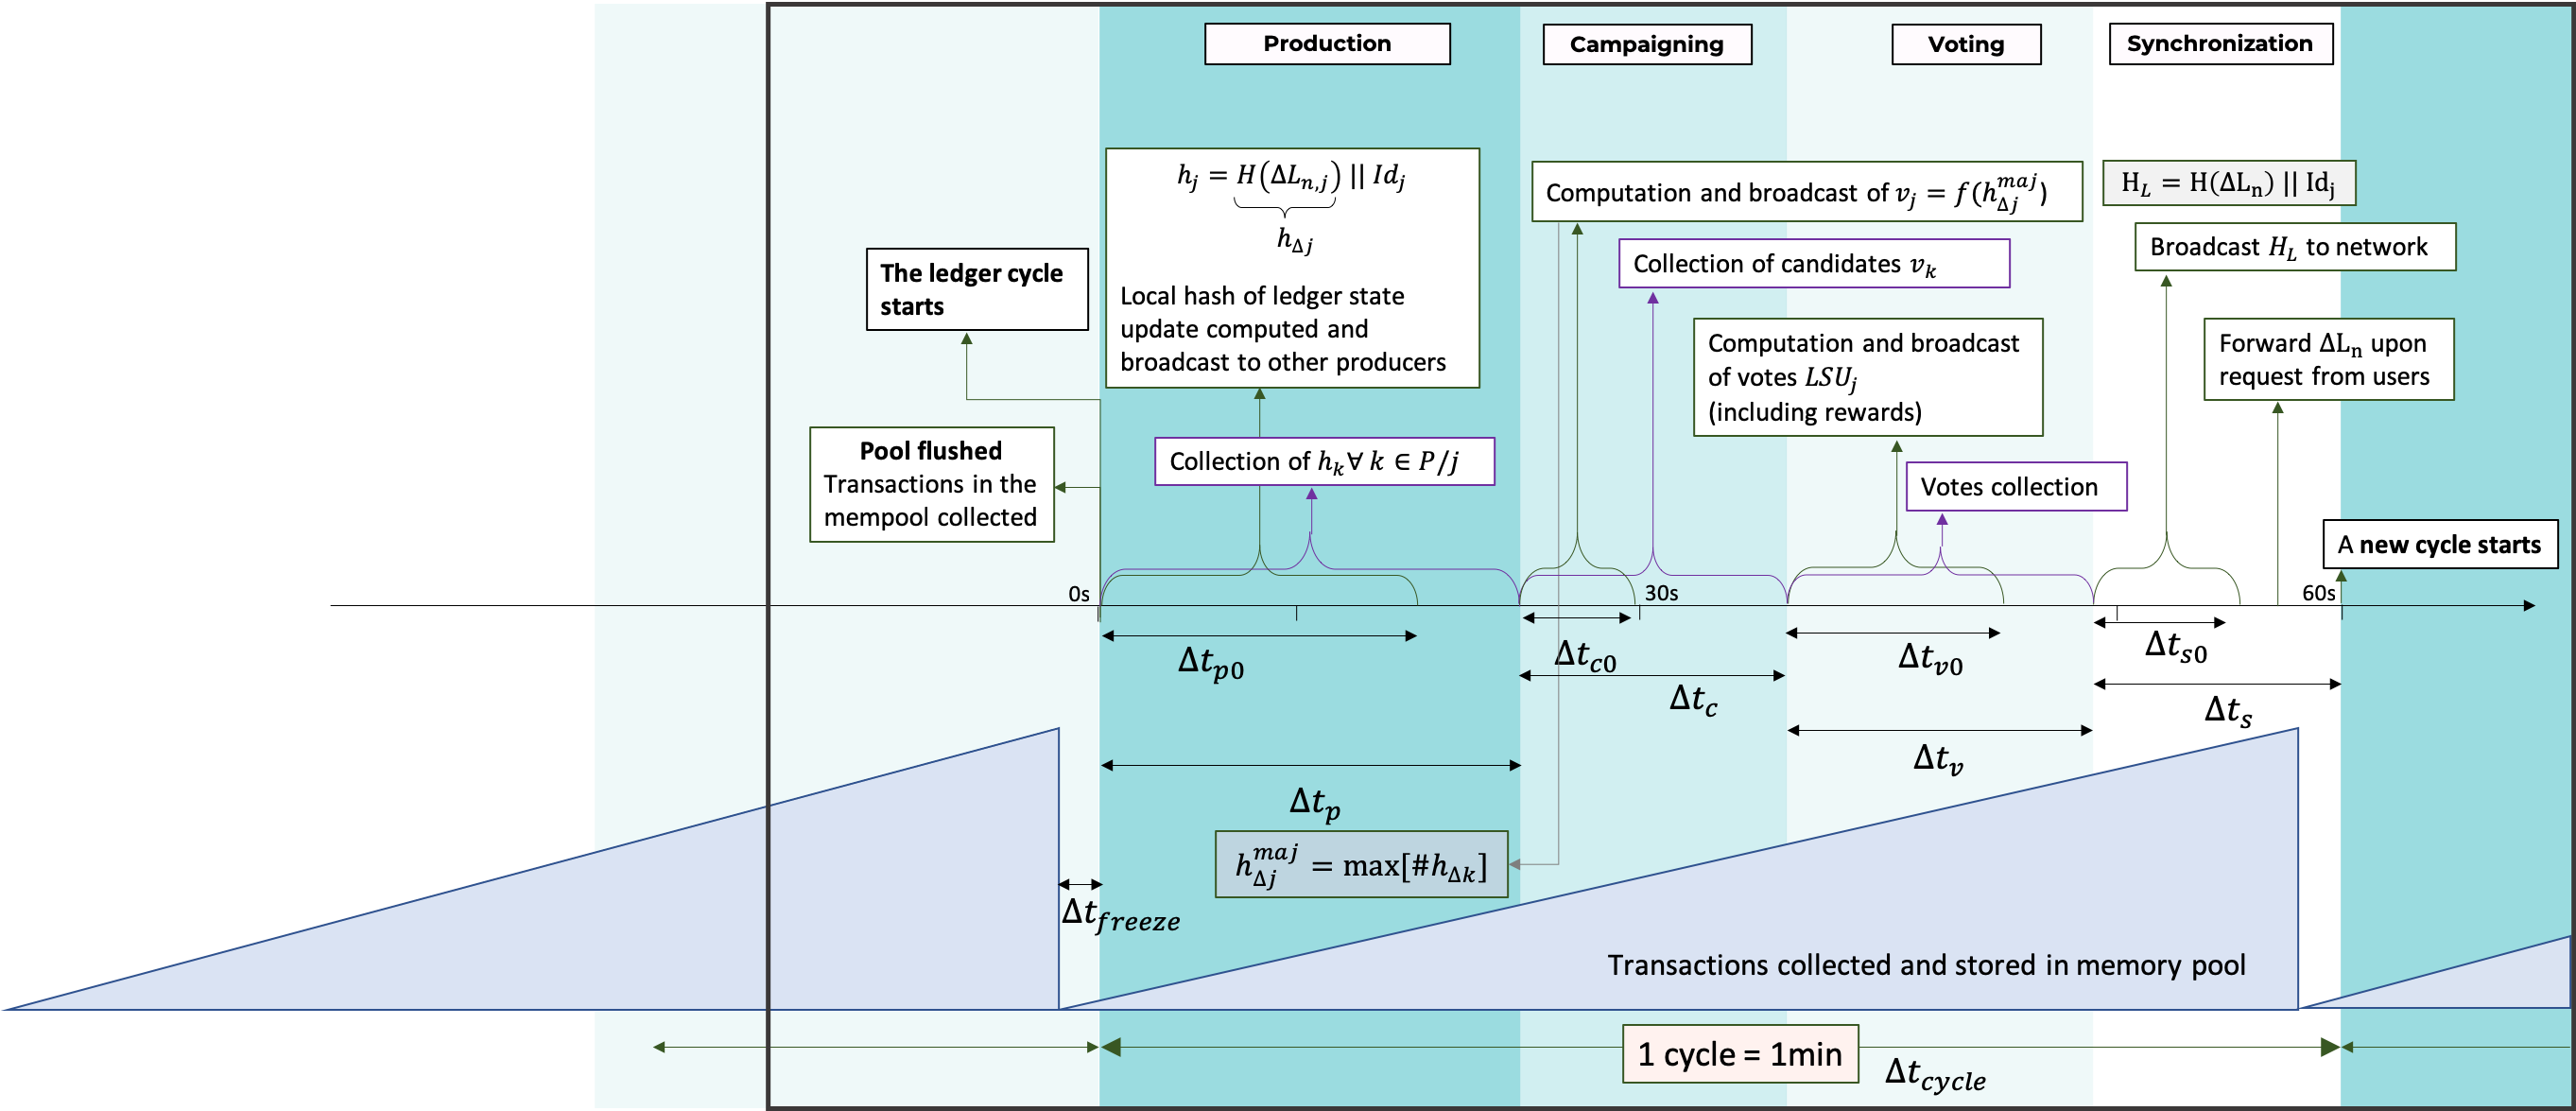 Production
Campaigning
Voting
Synchronization
h_j = H(ΔL_{n,j}) || Id_j
h_{Δj}
Local hash of ledger state
update computed and
broadcast to other producers
Computation and broadcast of v_j = f(h_{Δj}^{maj})
H_L = H(ΔL_n) || Id_j
Broadcast H_L to network
Collection of candidates v_k
The ledger cycle
starts
Computation and broadcast
of votes LSU_j
(including rewards)
Forward ΔL_n upon
request from users
Pool flushed
Transactions in the
mempool collected
Collection of h_k ∀ k ∈ P/j
Votes collection
A new cycle starts
0s
30s
60s
Δt_{p0}
Δt_{c0}
Δt_{v0}
Δt_{s0}
Δt_c
Δt_s
Δt_v
Δt_p
h_{Δj}^{maj} = max[#h_{Δk}]
Δt_{freeze}
Transactions collected and stored in memory pool
1 cycle = 1min
Δt_{cycle}